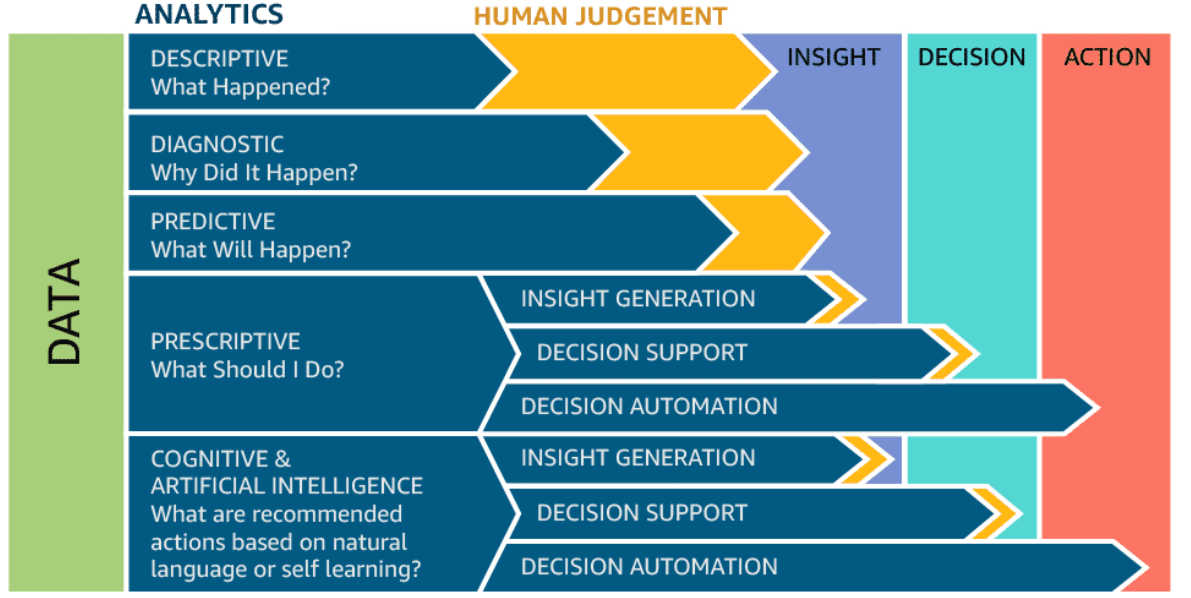 ANALYTICS
HUMAN JUDGEMENT
DATA
DESCRIPTIVE
What Happened?
INSIGHT
DECISION
ACTION
DIAGNOSTIC
Why Did It Happen?
PREDICTIVE
What Will Happen?
PRESCRIPTIVE
What Should I Do?
INSIGHT GENERATION
DECISION SUPPORT
DECISION AUTOMATION
COGNITIVE &
ARTIFICIAL INTELLIGENCE
What are recommended
actions based on natural
language or self learning?
INSIGHT GENERATION
DECISION SUPPORT
DECISION AUTOMATION